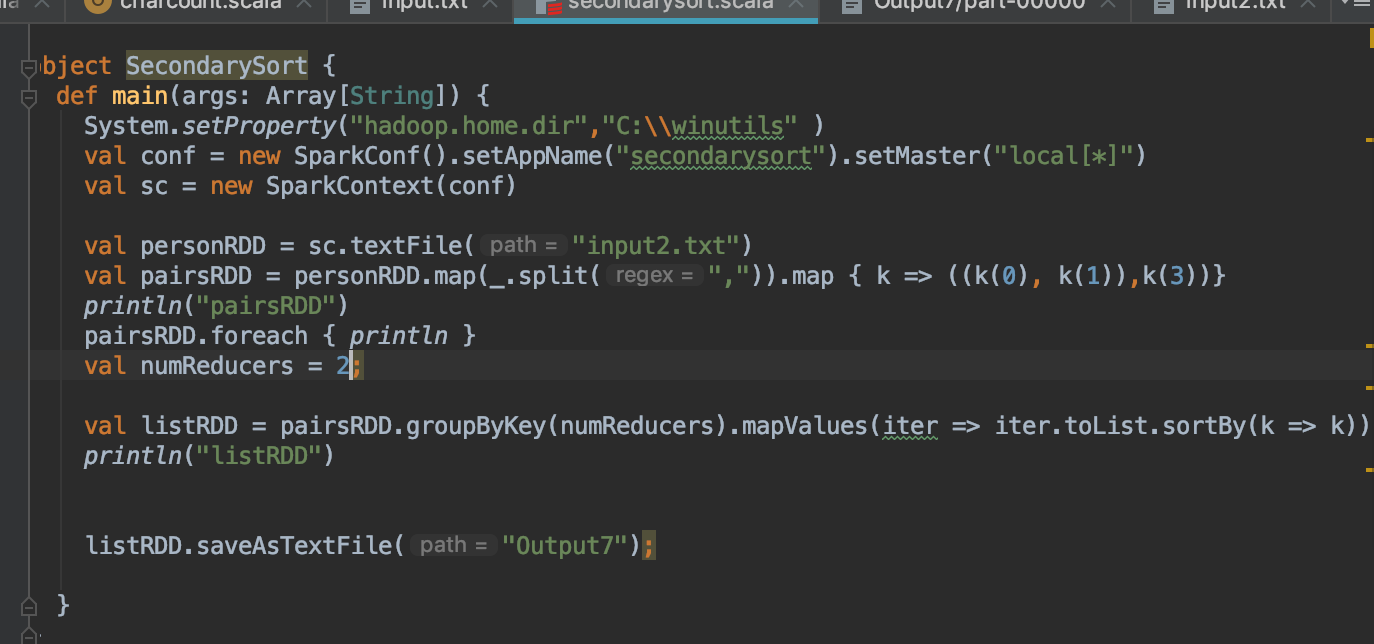 charcount.scala input.txt secondarysort.scala Output7/part-00000 input2.txt
bject SecondarySort {
def main(args: Array[String]) {
System.setProperty("hadoop.home.dir","C:\\winutils" )
val conf = new SparkConf().setAppName("secondarysort").setMaster("local[*]")
val sc = new SparkContext(conf)
val personRDD = sc.textFile( path = "input2.txt")
val pairsRDD = personRDD.map(_.split( regex = ",")).map { k => ((k(0), k(1)),k(3))}
println("pairsRDD")
pairsRDD.foreach { println }
val numReducers = 2;
val listRDD = pairsRDD.groupByKey(numReducers).mapValues(iter => iter.toList.sortBy(k => k))
println("listRDD")
listRDD.saveAsTextFile( path = "Output7");
}